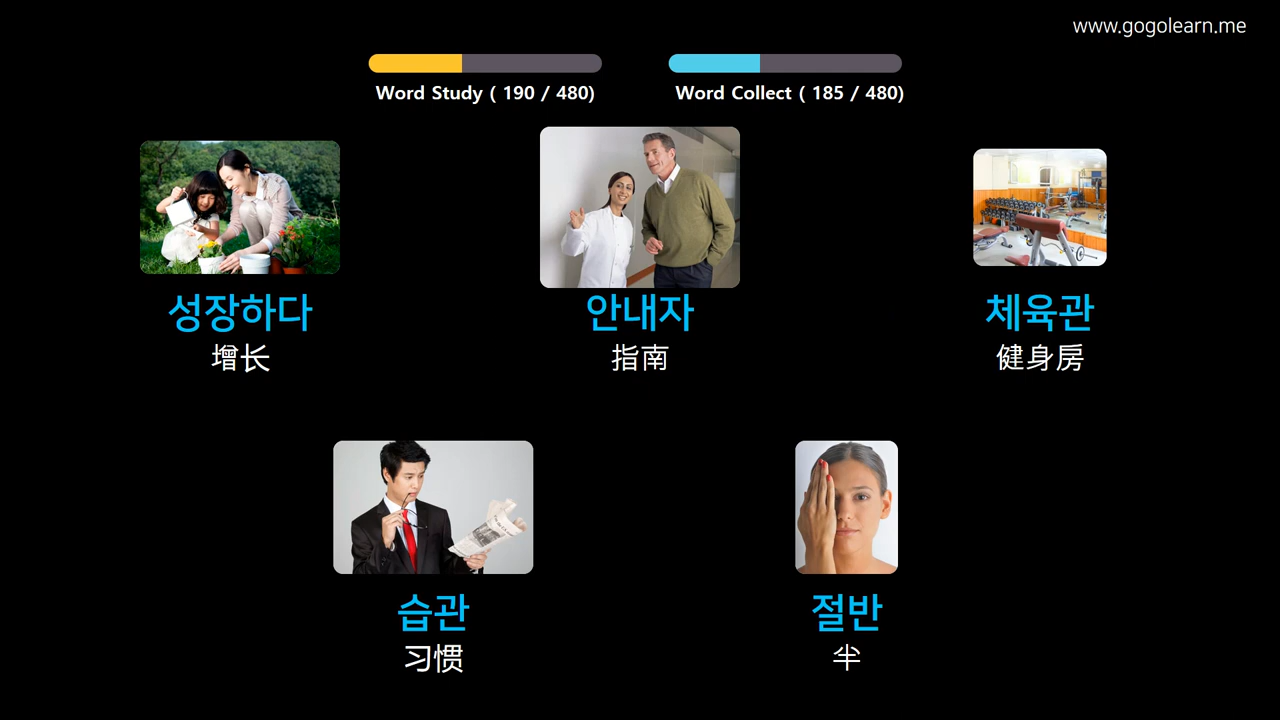 www.gogolearn.me
Word Study ( 190 / 480)
Word Collect ( 185 / 480)
성장하다
增长
안내자
指南
체육관
健身房
습관
习惯
절반
半